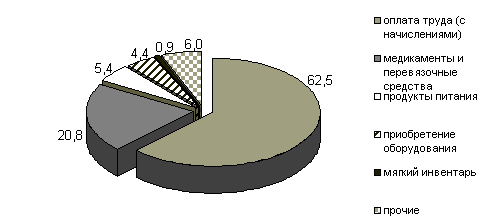 4,4
0,9
6,0
5,4
62,5
20,8
оплата труда (с
начислениями)
медикаменты и
перевязочные
средства
продукты питания
приобретение
оборудования
мягкий инвентарь
прочие